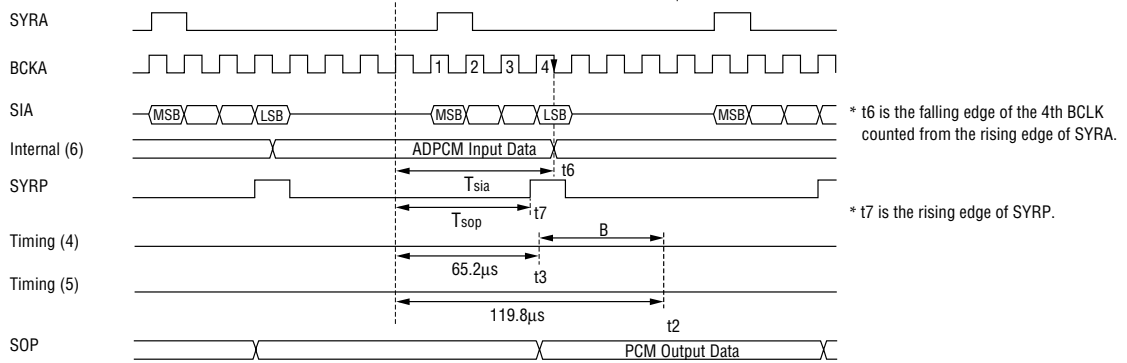 SYRA
BCKA 1 2 3 4
SIA MSB LSB MSB LSB MSB * t6 is the falling edge of the 4th BCLK
counted from the rising edge of SYRA.
Internal (6) ADPCM Input Data
t6
SYRP Tsia
t7 * t7 is the rising edge of SYRP.
Tsop
Timing (4) B
65.2µs t3
Timing (5)
119.8µs
t2
SOP PCM Output Data